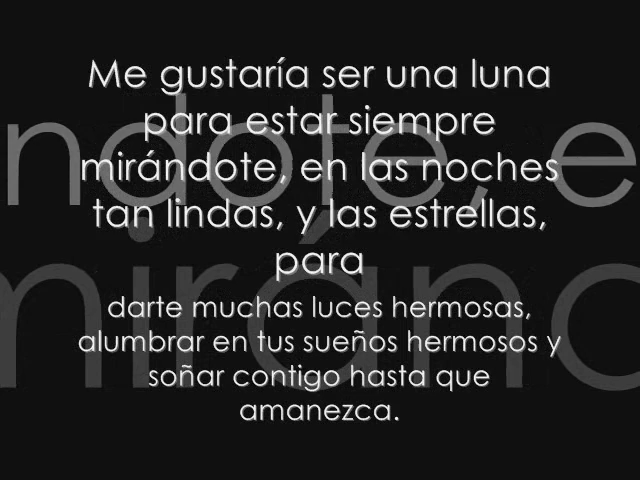 Me gustaría ser una luna
para estar siempre
mirándote, en las noches
tan lindas, y las estrellas,
para
darte muchas luces hermosas,
alumbrar en tus sueños hermosos y
soñar contigo hasta que
amanezca.